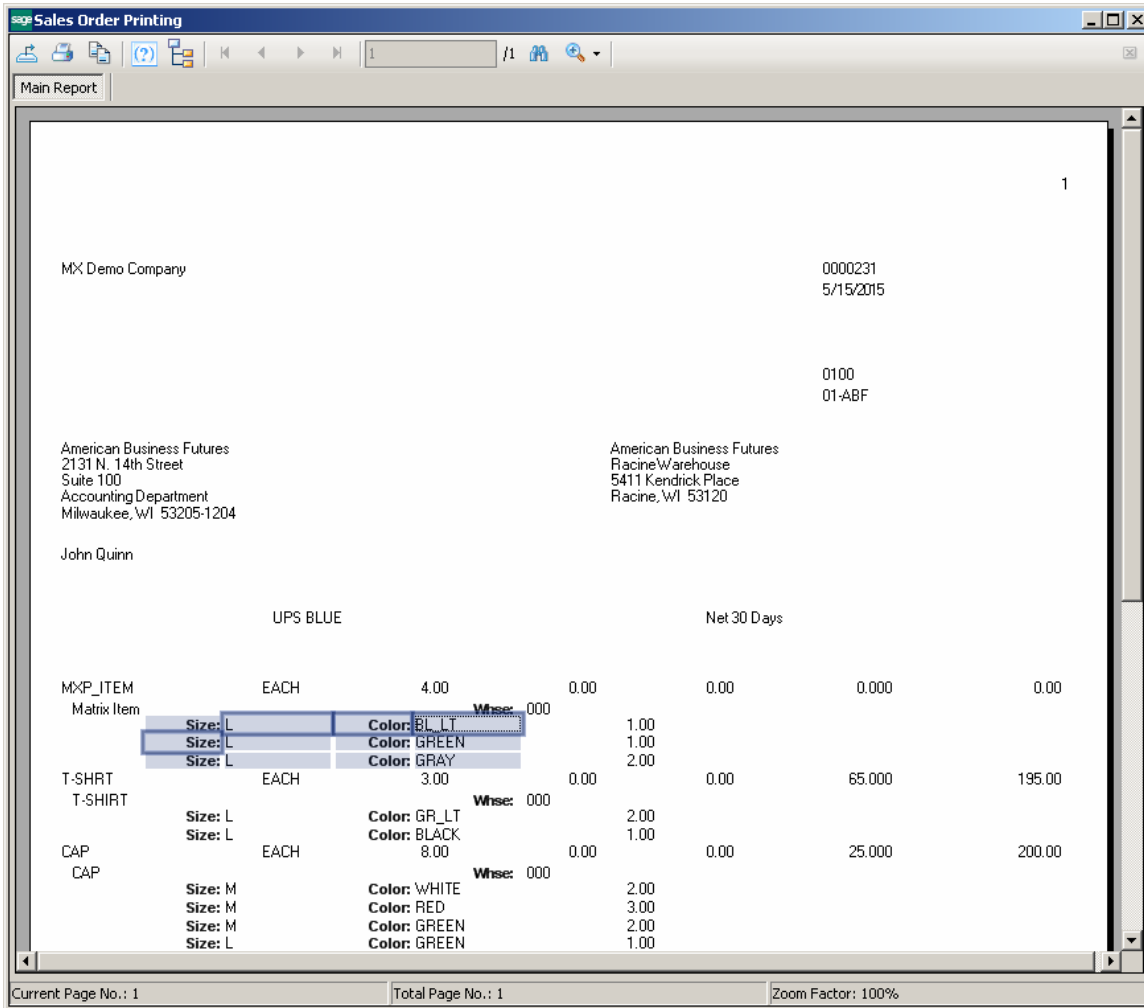 sage Sales Order Printing
(?) 1 /1
Main Report
1
MX Demo Company 0000231
5/15/2015
0100
01-ABF
American Business Futures American Business Futures
2131 N. 14th Street Racine Warehouse
Suite 100 5411 Kendrick Place
Accounting Department Racine, WI 53120
Milwaukee, WI 53205-1204
John Quinn
UPS BLUE Net 30 Days
MXP_ITEM EACH 4.00 0.00 0.00 0.000 0.00
Matrix Item Whse: 000
Size: L Color: BL_LT 1.00
Size: L Color: GREEN 1.00
Size: L Color: GRAY 2.00
T-SHRT EACH 3.00 0.00 0.00 65.000 195.00
T-SHIRT Whse: 000
Size: L Color: GR_LT 2.00
Size: L Color: BLACK 1.00
CAP EACH 8.00 0.00 0.00 25.000 200.00
CAP Whse: 000
Size: M Color: WHITE 2.00
Size: M Color: RED 3.00
Size: M Color: GREEN 2.00
Size: L Color: GREEN 1.00
Current Page No.: 1 Total Page No.: 1 Zoom Factor: 100%